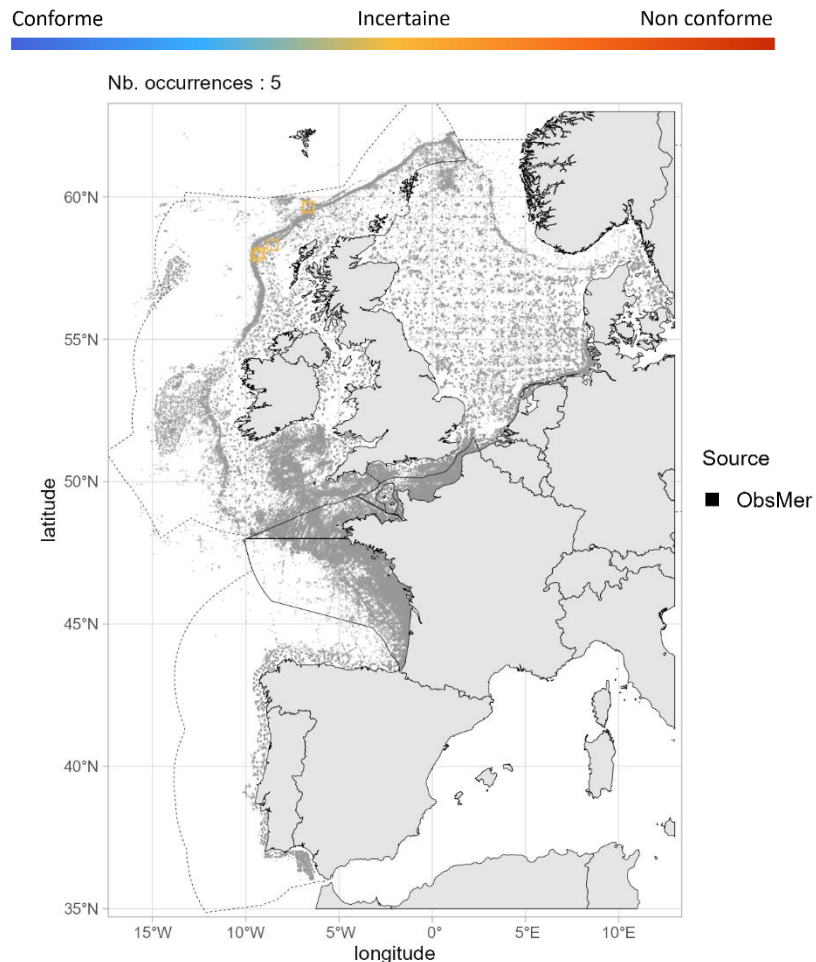 Conforme Incertaine Non conforme
Nb. occurrences : 5
60°N
55°N
50°N
45°N
40°N
35°N
latitude
15°W 10°W 5°W 0° 5°E 10°E
longitude
Source
ObsMer